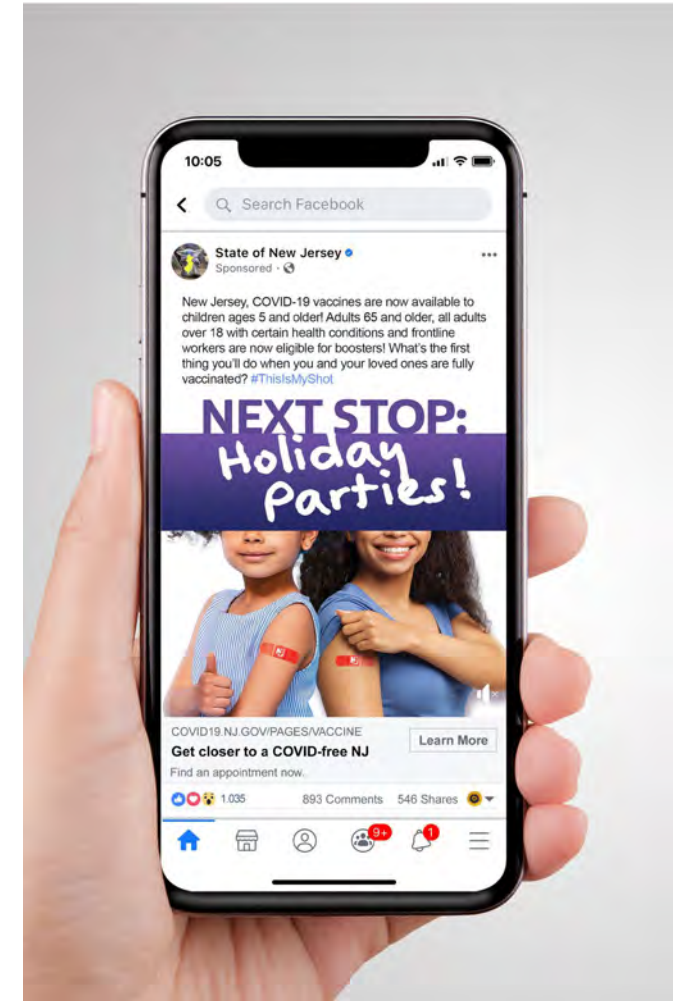 10:05
Search Facebook
State of New Jersey
Sponsored ·
New Jersey, COVID-19 vaccines are now available to
children ages 5 and older! Adults 65 and older, all adults
over 18 with certain health conditions and frontline
workers are now eligible for boosters! What's the first
thing you'll do when you and your loved ones are fully
vaccinated? #ThisIsMyShot
NEXT STOP:
Holiday
Parties!
COVID19.NJ.GOV/PAGES/VACCINE
Get closer to a COVID-free NJ
Find an appointment now.
Learn More
1.035
893 Comments
546 Shares
9+
1